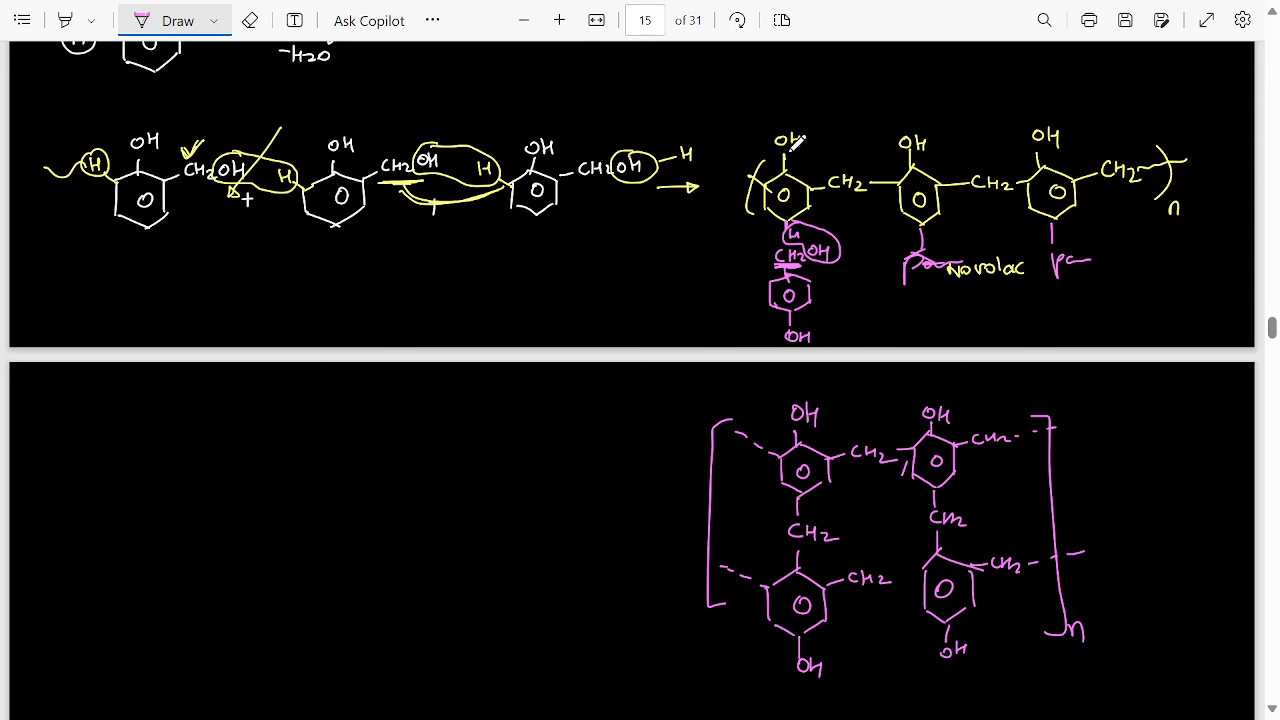 Draw
Ask Copilot
15 of 31
H
-H2O
OH OH OH OH OH OH
H CH2OH H CH2OH H CH2OH H CH2 CH2 CH2
+ + n
H
CH2OH
Novolac
OH
OH OH
CH2 CH2
CH2 CH2
CH2 CH2
n
OH OH